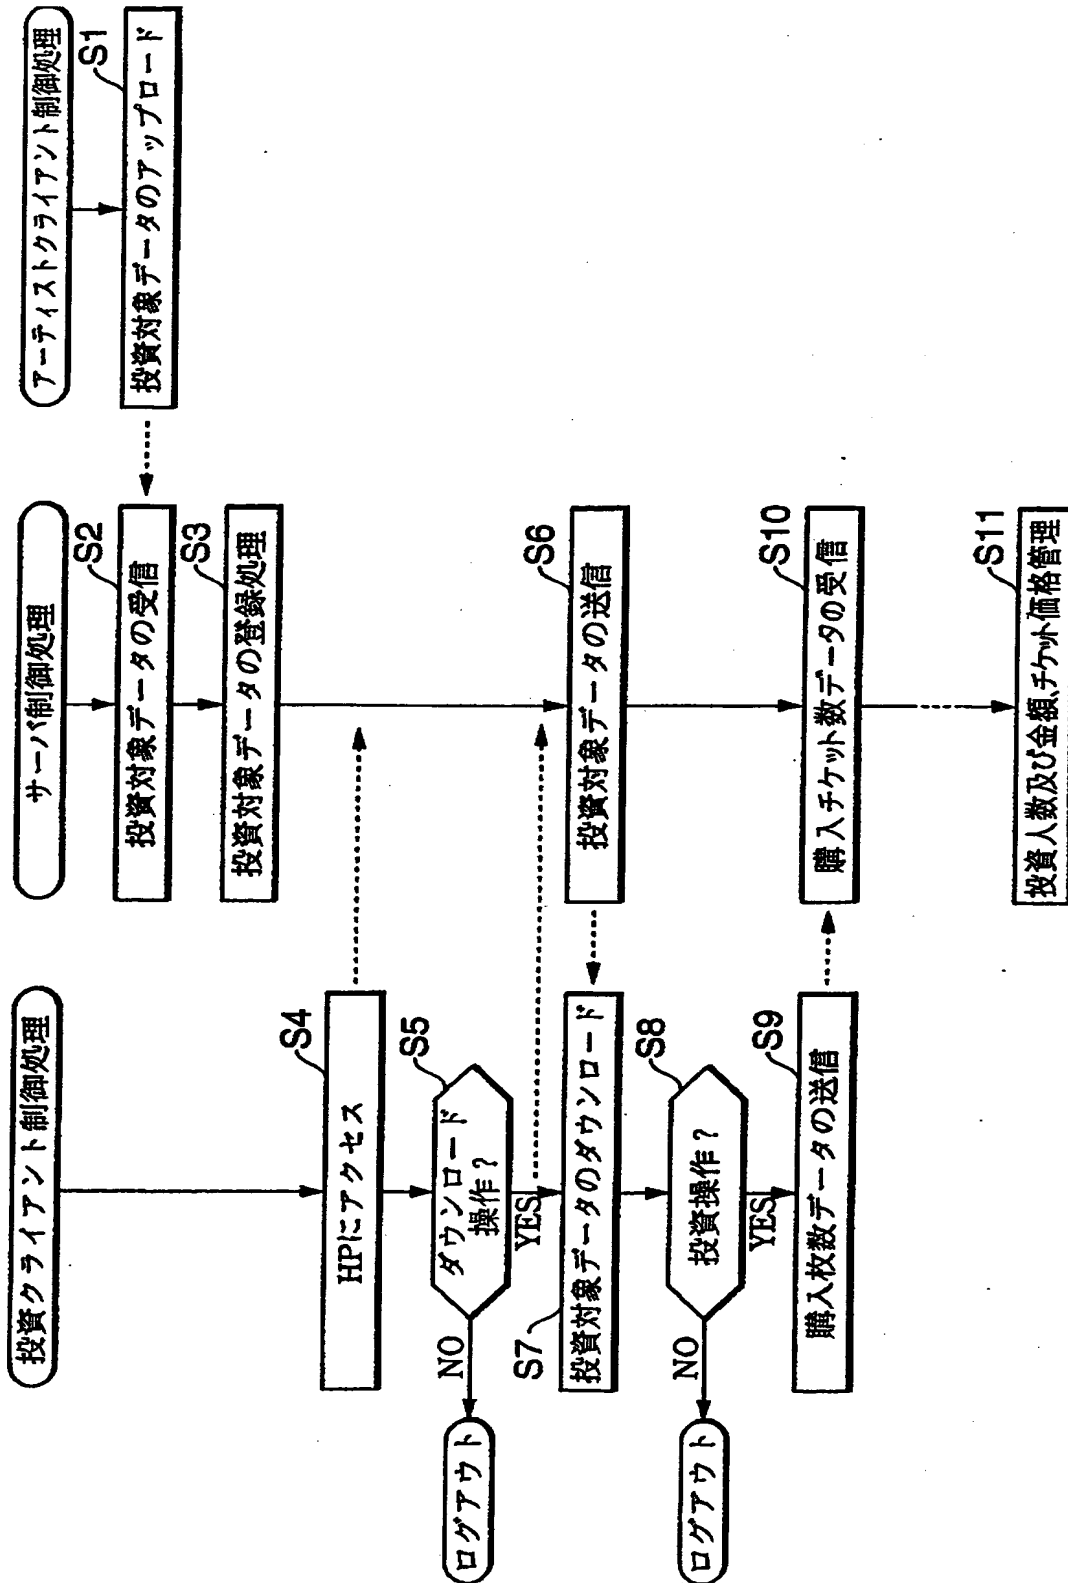 投資クライアント制御処理
サーバ制御処理
アーティストクライアント制御処理
S1
投資対象データのアップロード
S2
投資対象データの受信
S3
投資対象データの登録処理
S4
HPにアクセス
S5
ダウンロード
操作?
NO
YES
ログアウト
S6
投資対象データの送信
S7
投資対象データのダウンロード
S8
投資操作?
NO
YES
ログアウト
S9
購入枚数データの送信
S10
購入チケット数データの受信
S11
投資人数及び金額、チケット価格管理